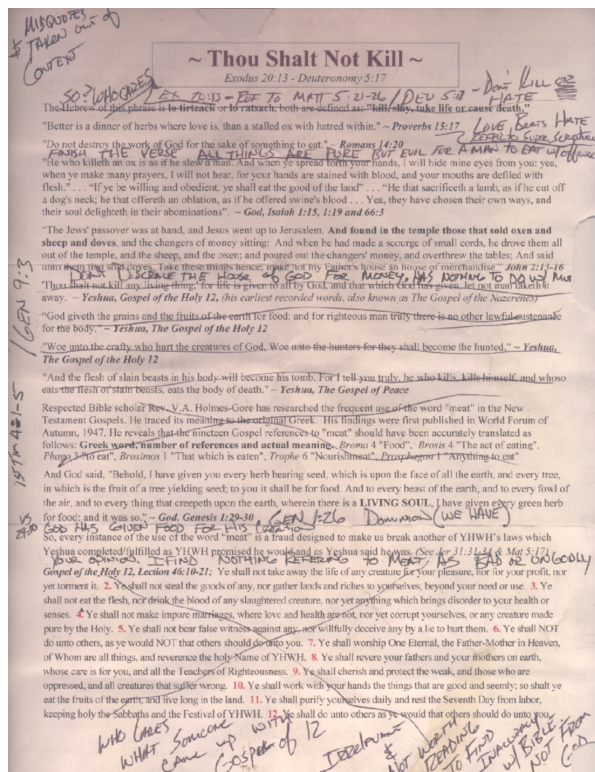 MISQUOTES
& TAKEN out of
CONTENT
~ Thou Shalt Not Kill ~
Exodus 20:13 - Deuteronomy 5:17
SO? WHO CARES EX 20:13 - REF TO MATT 5:21-26 / DEU 5:17 - DON'T KILL
HATE
The Hebrew of this phrase is lo tirtzack or lo ratsach, both are defined as: "kill/slay, take life or cause death."
"Better is a dinner of herbs where love is, than a stalled ox with hatred within." ~ Proverbs 15:17
LOVE BEATS HATE
REFER TO SUPR SCRIPTURE
"Do not destroy the work of God for the sake of something to eat." ~ Romans 14:20
FINISH THE VERSE ALL THINGS ARE PURE BUT EVIL FOR A MAN TO EAT W/ OFFENSE
"He who killeth an ox is as if he slew a man. And when ye spread forth your hands, I will hide mine eyes from you: yea,
when ye make many prayers, I will not hear, for your hands are stained with blood, and your mouths are defiled with
flesh." . . . "If ye be willing and obedient, ye shall eat the good of the land" . . . "He that sacrificeth a lamb, as if he cut off
a dog's neck; he that offereth an oblation, as if he offered swine's blood . . . Yea, they have chosen their own ways, and
their soul delighteth in their abominations". ~ God, Isaiah 1:15, 1:19 and 66:3
"The Jews' passover was at hand, and Jesus went up to Jerusalem. And found in the temple those that sold oxen and
sheep and doves, and the changers of money sitting: And when he had made a scourge of small cords, he drove them all
out of the temple, and the sheep, and the oxen; and poured out the changers' money, and overthrew the tables; And said
unto them that sold doves, Take these things hence; make not my Father's house an house of merchandise." John 2:13-16
DON'T DISCRACE THE HOUSE OF GOD FOR MONEY, HAS NOTHING TO DO W/
"Thou shalt not kill any living thing, for life is given to all by God, and that which God has given, let not man taketh it
away. ~ Yeshua, Gospel of the Holy 12, (his earliest recorded words, also known as The Gospel of the Nazerenes)
GEN 9:3
"God giveth the grains and the fruits of the earth for food: and for righteous man truly there is no other lawful sustenance
for the body." ~ Yeshua, The Gospel of the Holy 12
"Woe unto the crafty who hurt the creatures of God. Woe unto the hunters for they shall become the hunted." ~ Yeshua,
The Gospel of the Holy 12
"And the flesh of slain beasts in his body will become his tomb. For I tell you truly, he who kills, kills himself, and whoso
eats the flesh of slain beasts, eats the body of death." ~ Yeshua, The Gospel of Peace
1st Tim 4:1-5
Respected Bible scholar Rev. V.A. Holmes-Gore has researched the frequent use of the word "meat" in the New
Testament Gospels. He traced its meaning to the original Greek. His findings were first published in World Forum of
Autumn, 1947. He reveals that the nineteen Gospel references to "meat" should have been accurately translated as
follows: Greek word, number of references and actual meaning. Broma 4 "Food", Brosis 4 "The act of eating".
Phago 3 "to eat", Brosimos 1 "That which is eaten", Trophe 6 "Nourishment", Prosphagon 1 "Anything to eat"
And God said, "Behold, I have given you every herb bearing seed, which is upon the face of all the earth, and every tree,
in which is the fruit of a tree yielding seed; to you it shall be for food. And to every beast of the earth, and to every fowl of
the air, and to every thing that creepeth upon the earth, wherein there is a LIVING SOUL, I have given every green herb
for food; and it was so," ~ God, Genesis 1:29-30 GEN 1:26 DOMINION (WE HAVE)
VS 29-30 GOD HAS GIVEN FOOD FOR HIS
So, every instance of the use of the word "meat" is a fraud designed to make us break another of YHWH's laws which
Yeshua completed/fulfilled as YHWH promised he would and as Yeshua said he was. (See Jer 31:31-34 & Mat 5:17)
YOUR OPINION. I FIND NOTHING REFERING TO MEAT, AS BAD OR UNGODLY
Gospel of the Holy 12, Lection 46:10-21: Ye shall not take away the life of any creature for your pleasure, nor for your profit, nor
yet torment it. 2. Ye shall not steal the goods of any, nor gather lands and riches to yourselves, beyond your need or use. 3. Ye
shall not eat the flesh, nor drink the blood of any slaughtered creature, nor yet anything which brings disorder to your health or
senses. 4. Ye shall not make impure marriages, where love and health are not, nor yet corrupt yourselves, or any creature made
pure by the Holy. 5. Ye shall not bear false witness against any, nor willfully deceive any by a lie to hurt them. 6. Ye shall NOT
do unto others, as ye would NOT that others should do unto you. 7. Ye shall worship One Eternal, the Father-Mother in Heaven,
of Whom are all things, and reverence the holy Name of YHWH. 8. Ye shall revere your fathers and your mothers on earth,
whose care is for you, and all the Teachers of Righteousness. 9. Ye shall cherish and protect the weak, and those who are
oppressed, and all creatures that suffer wrong. 10. Ye shall work with your hands the things that are good and seemly; so shalt ye
eat the fruits of the earth, and live long in the land. 11. Ye shall purify yourselves daily and rest the Seventh Day from labor,
keeping holy the Sabbaths and the Festival of YHWH. 12. Ye shall do unto others as ye would that others should do unto you.
WHO CARES
WHAT SOMEONE
CAME UP WITH
GOSPEL of 12
IRRELEVANT
&
NOT WORTH
READING
TO FIND
INACCURACY
W/ BIBLE
NOT FROM
GOD